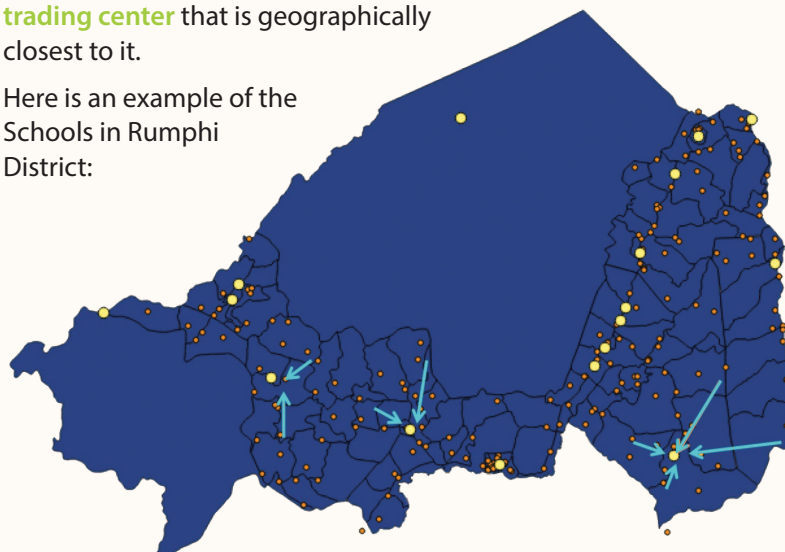 trading center that is geographically
closest to it.
Here is an example of the
Schools in Rumphi
District: